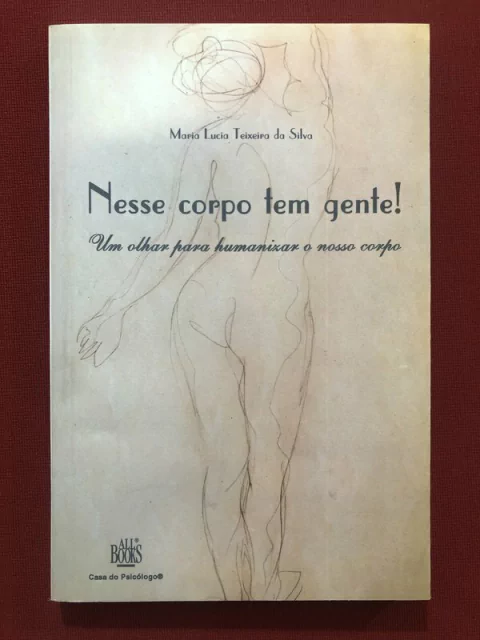 Maria Lucia Teixeira da Silva
Nesse corpo tem gente!
Um olhar para humanizar o nosso corpo
ALL®
BOOKS
Casa do Psicólogo®